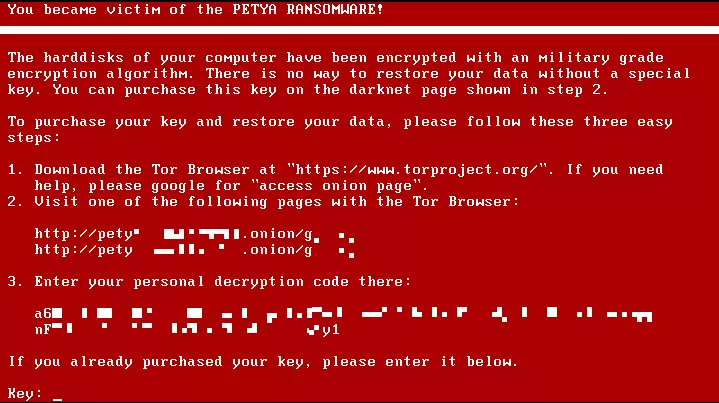 You became victim of the PETYA RANSOMWARE!
The harddisks of your computer have been encrypted with an military grade
encryption algorithm. There is no way to restore your data without a special
key. You can purchase this key on the darknet page shown in step 2.
To purchase your key and restore your data, please follow these three easy
steps:
1. Download the Tor Browser at "https://www.torproject.org/". If you need
help, please google for "access onion page".
2. Visit one of the following pages with the Tor Browser:
http://pety .onion/g
http://pety .onion/g
3. Enter your personal decryption code there:
a6
nF y1
If you already purchased your key, please enter it below.
Key: _